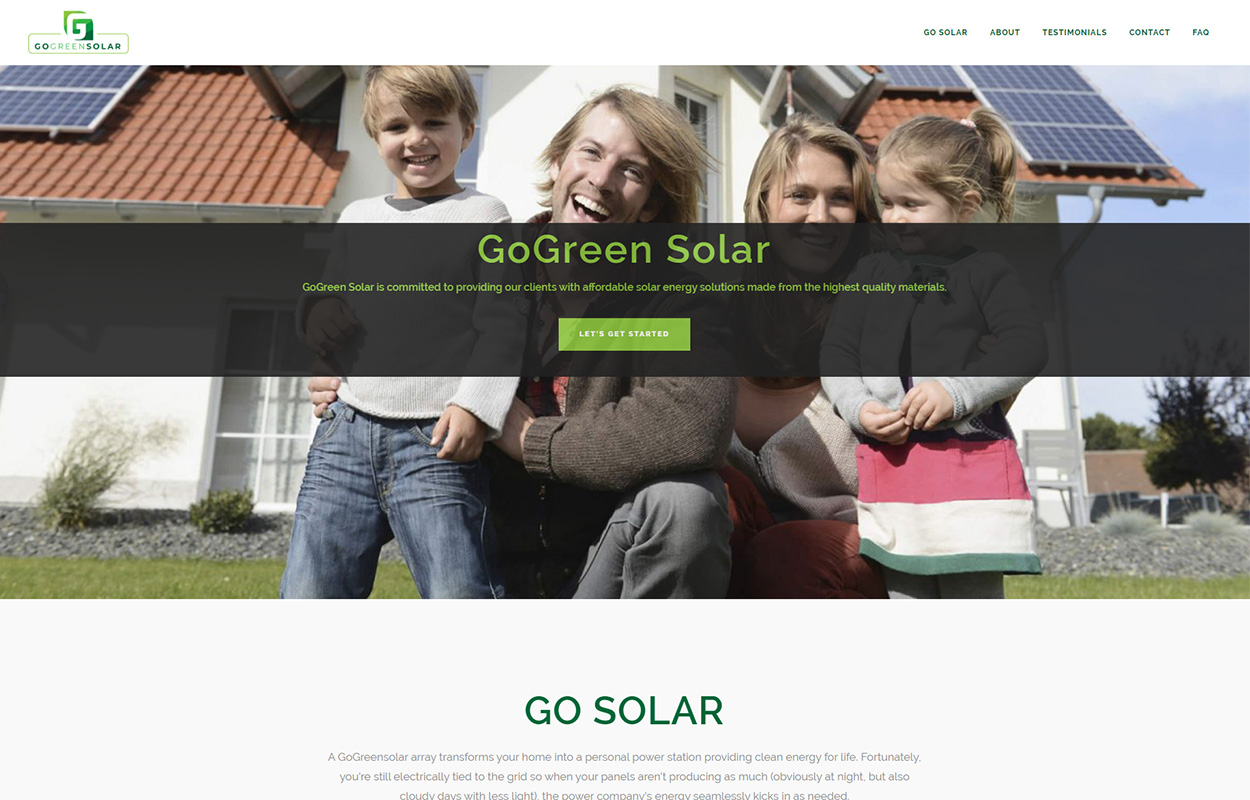 GOGREENSOLAR
GO SOLAR ABOUT TESTIMONIALS CONTACT FAQ
GoGreen Solar
GoGreen Solar is committed to providing our clients with affordable solar energy solutions made from the highest quality materials.
LET'S GET STARTED
GO SOLAR
A GoGreensolar array transforms your home into a personal power station providing clean energy for life. Fortunately,
you're still electrically tied to the grid so when your panels aren't producing as much (obviously at night, but also
cloudy days with less light), the power company's energy seamlessly kicks in as needed.